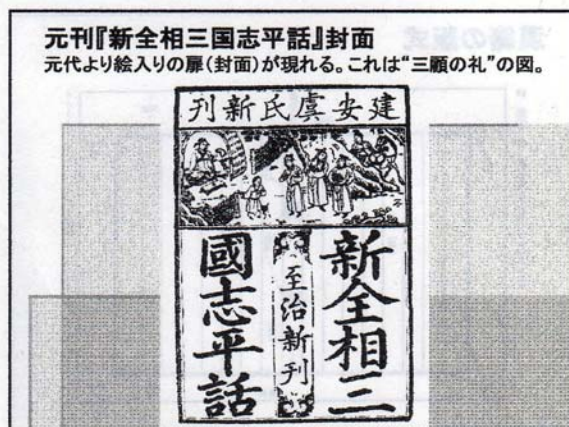 元刊『新全相三国志平話』封面
元代より絵入りの扉(封面)が現れる。これは“三顧の礼”の図。
建安虞氏新刊
新全相三
至治新刊
國志平話